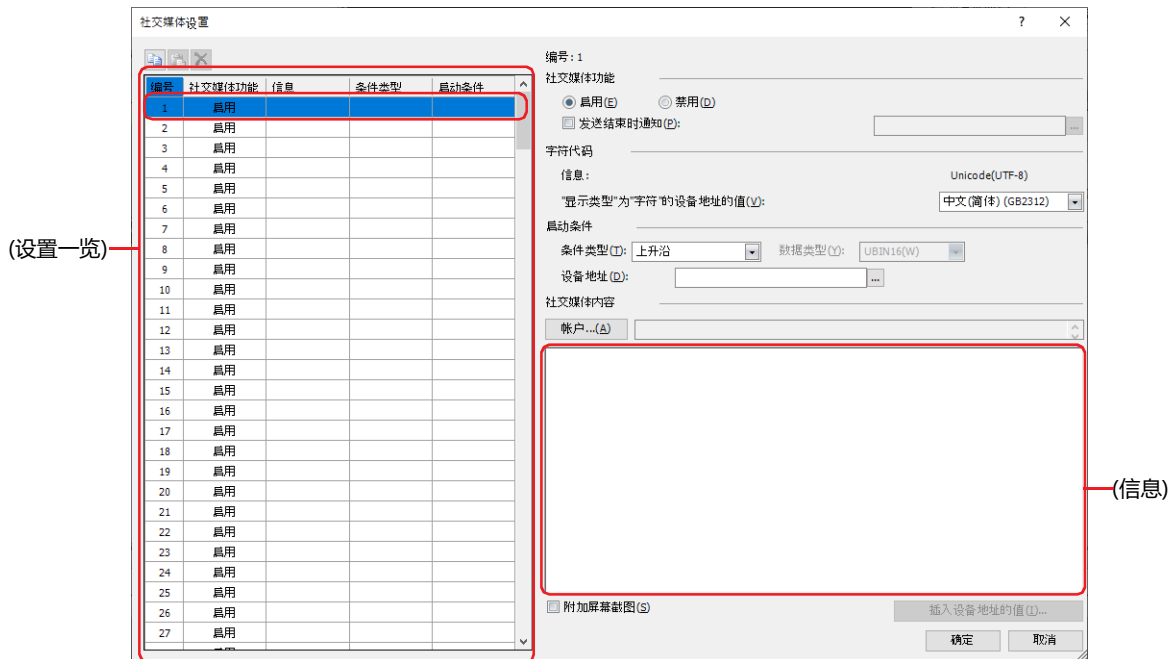 社交媒体设置
?
编号 社交媒体功能 信息 条件类型 启动条件
1 启用
2 启用
3 启用
4 启用
5 启用
6 启用
7 启用
8 启用
9 启用
10 启用
11 启用
12 启用
13 启用
14 启用
15 启用
16 启用
17 启用
18 启用
19 启用
20 启用
21 启用
22 启用
23 启用
24 启用
25 启用
26 启用
27 启用
(设置一览)
编号:1
社交媒体功能
启用(E) 禁用(D)
发送结束时通知(P): ...
字符代码
信息: Unicode(UTF-8)
"显示类型"为"字符"的设备地址的值(V): 中文(简体) (GB2312)
启动条件
条件类型(T): 上升沿 数据类型(Y): UBIN16(W)
设备地址(D): ...
社交媒体内容
帐户...(A)
(信息)
附加屏幕截图(S) 插入设备地址的值(I)...
确定 取消